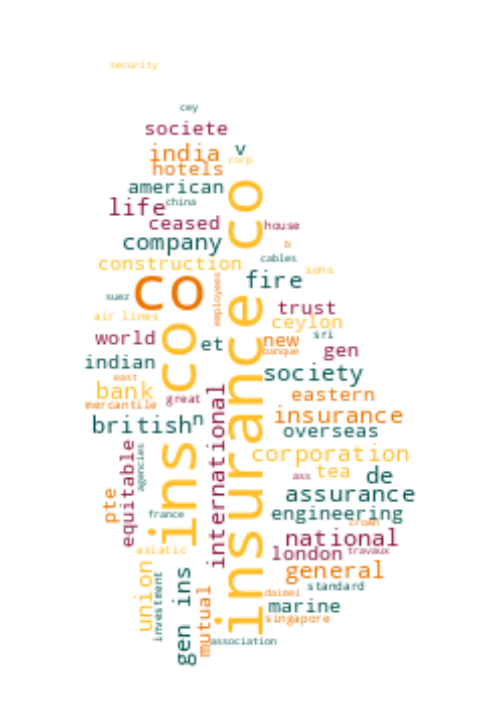 security
cey
societe
v
india
corp
hotels
american
china
life
co
ceased
house
company
b
cables
construction
sons
fire
co
suez
employees
trust
air lines
ceylon
world
et
sri
new
banque
gen
indian
society
east
bank
great
eastern
mercantile
insurance
british
n
overseas
international
equitable
agencies
corporation
ass
tea
de
assurance
pte
france
engineering
crown
national
asiatic
london
travaux
general
union
investment
gen ins
mutual
daimei
standard
marine
singapore
association
ins co
insurance co